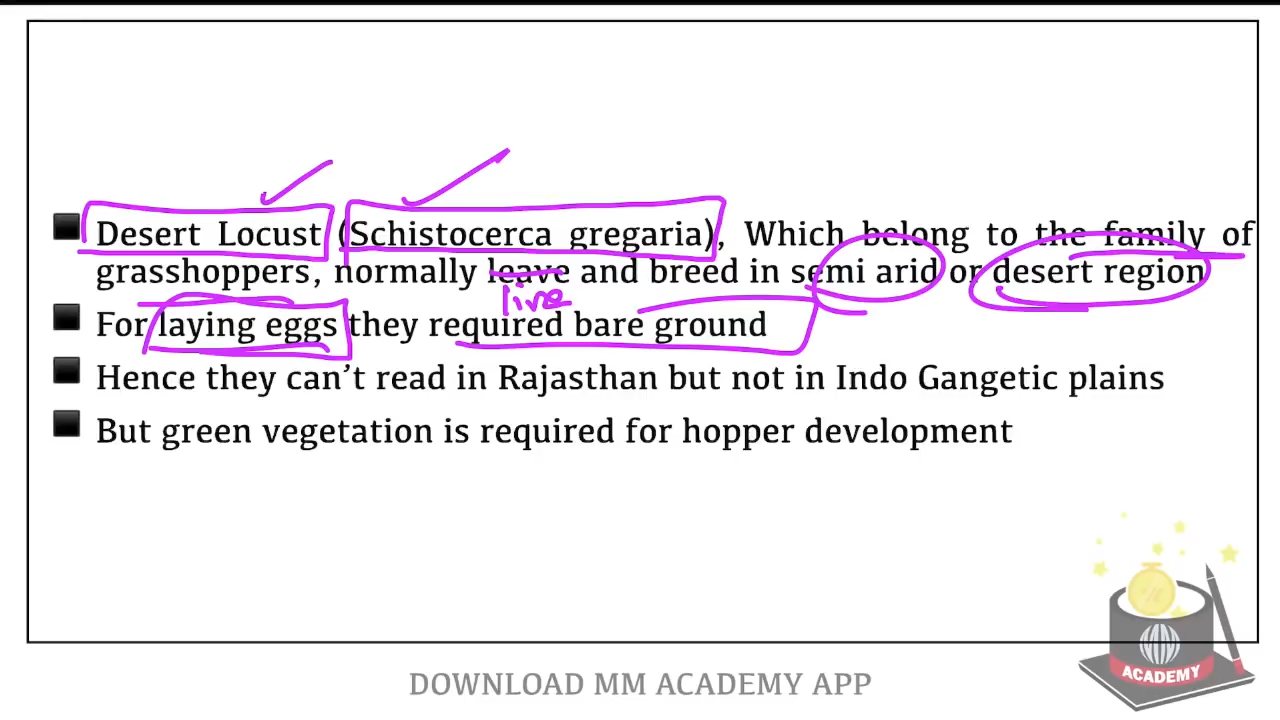 Desert Locust (Schistocerca gregaria), Which belong to the family of
grasshoppers, normally leave and breed in semi arid or desert region
live
For laying eggs they required bare ground
Hence they can't read in Rajasthan but not in Indo Gangetic plains
But green vegetation is required for hopper development
ACADEMY
DOWNLOAD MM ACADEMY APP